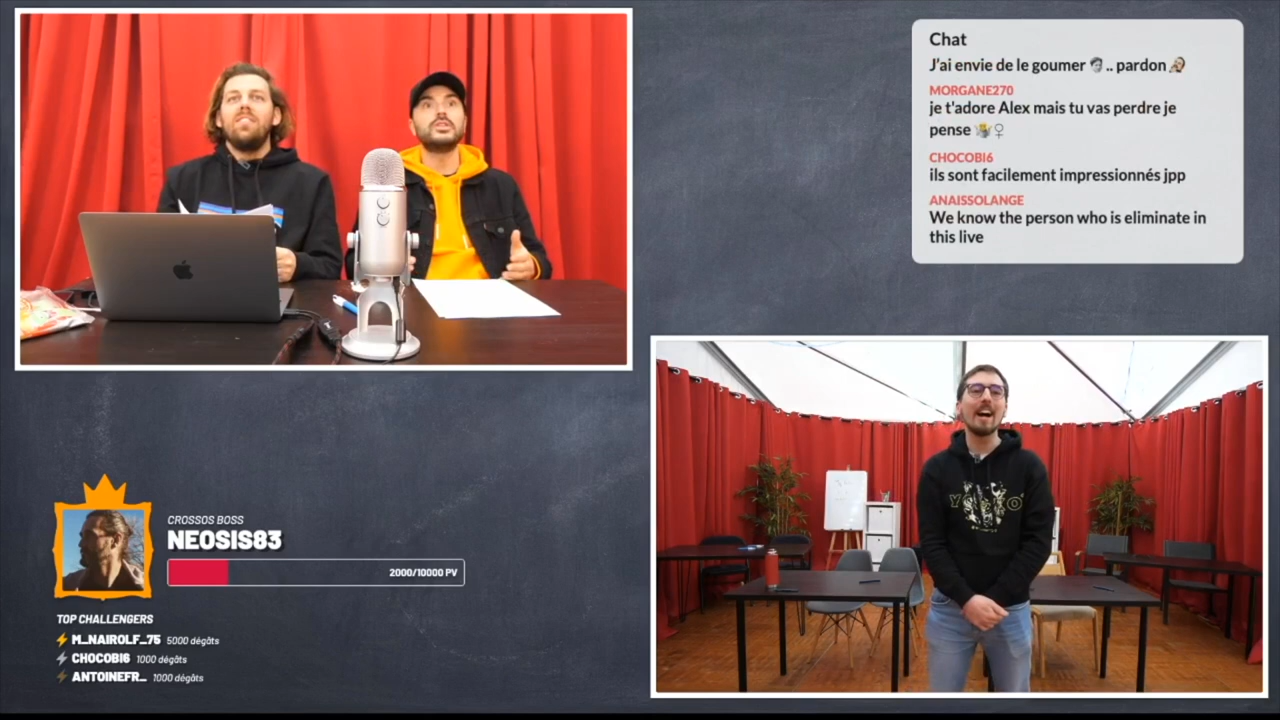 Chat
J'ai envie de le goumer .. pardon
MORGANE270
je t'adore Alex mais tu vas perdre je
pense
CHOCOBI6
ils sont facilement impressionnés jpp
ANAISSOLANGE
We know the person who is eliminate in
this live
CROSSOS BOSS
NEOSIS83
2000/10000 PV
TOP CHALLENGERS
M_NAIROLF_75 5000 dégâts
CHOCOBI6 1000 dégâts
ANTOINEFR_ 1000 dégâts